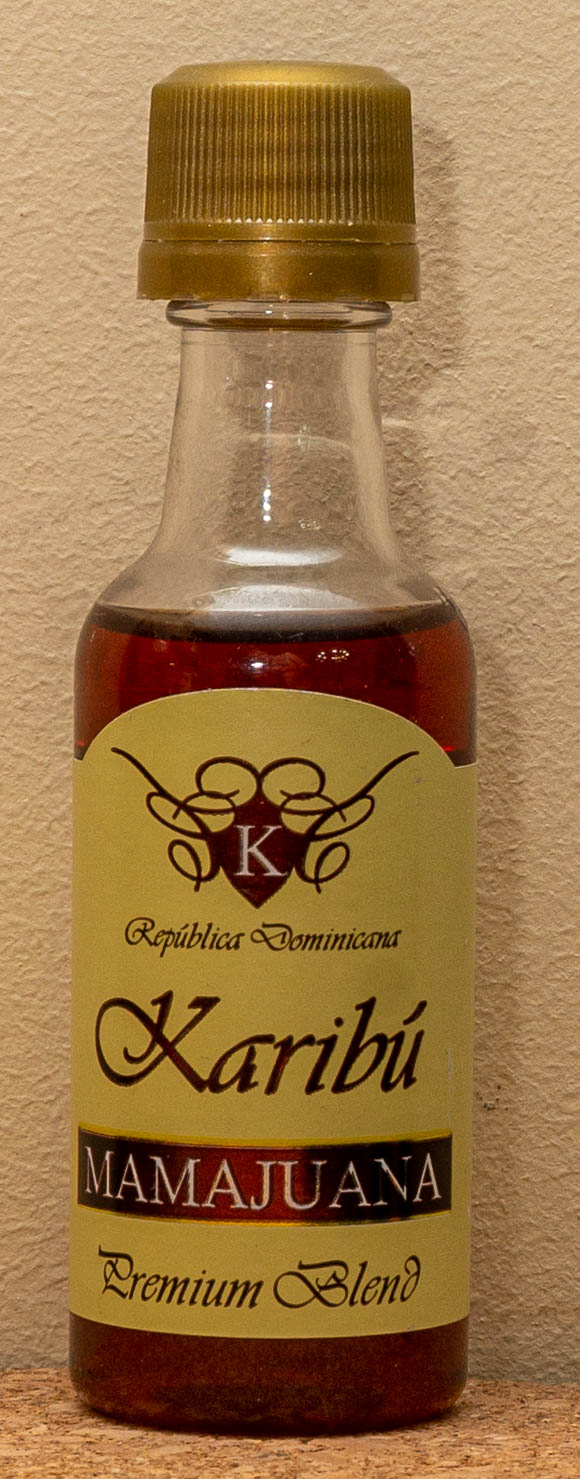 K
República Dominicana
Karibú
MAMAJUANA
Premium Blend